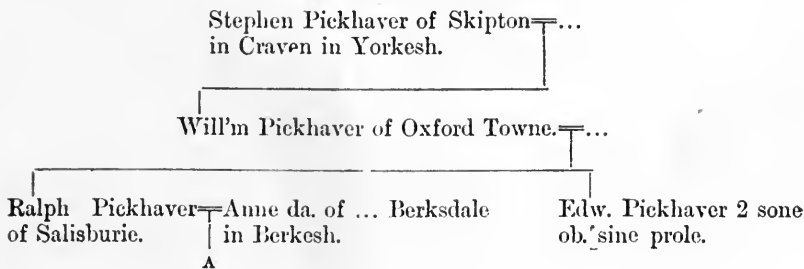 Stephen Pickhaver of Skipton=...
in Craven in Yorkesh.
Will'm Pickhaver of Oxford Towne.=...
Ralph Pickhaver=Anne da. of ... Berksdale Edw. Pickhaver 2 sone
of Salisburie. in Berkesh. ob. sine prole.
A